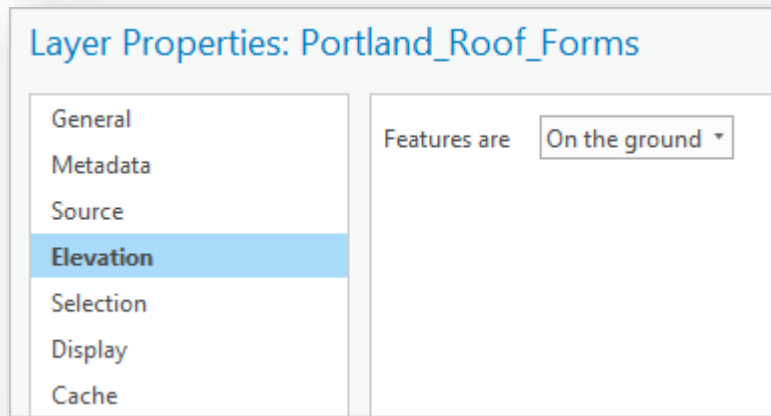 Layer Properties: Portland_Roof_Forms
General
Metadata
Source
Elevation
Selection
Display
Cache
Features are On the ground